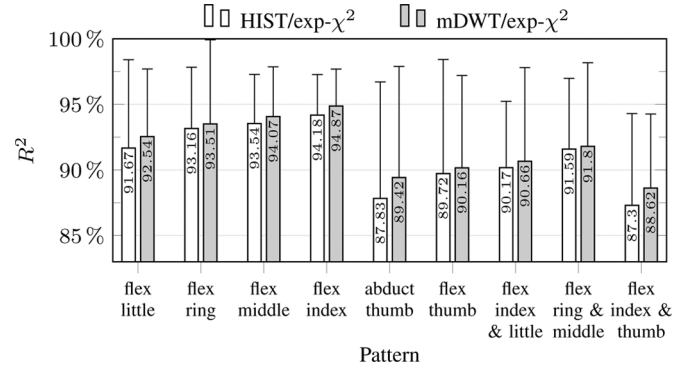 HIST/exp-χ² mDWT/exp-χ²
100 %
95 %
90 %
85 %
R²
91.67 92.54 93.16 93.51 93.54 94.07 94.18 94.87 87.83 89.42 89.72 90.16 90.17 90.66 91.59 91.8 87.3 88.62
flex little
flex ring
flex middle
flex index
abduct thumb
flex thumb
flex index & little
flex ring & middle
flex index & thumb
Pattern